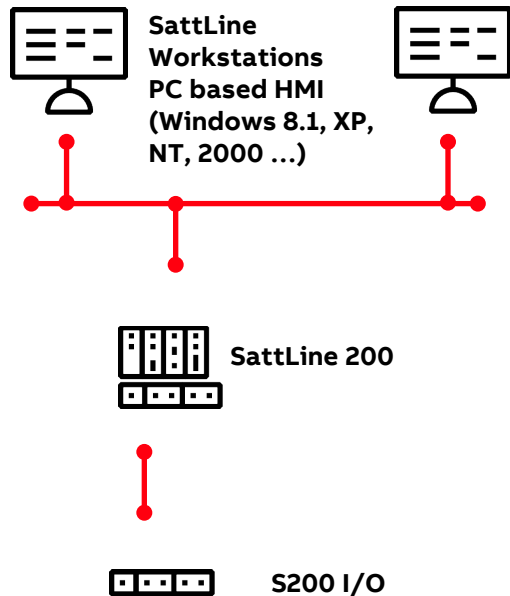 SattLine
Workstations
PC based HMI
(Windows 8.1, XP,
NT, 2000 ...)
SattLine 200
S200 I/O